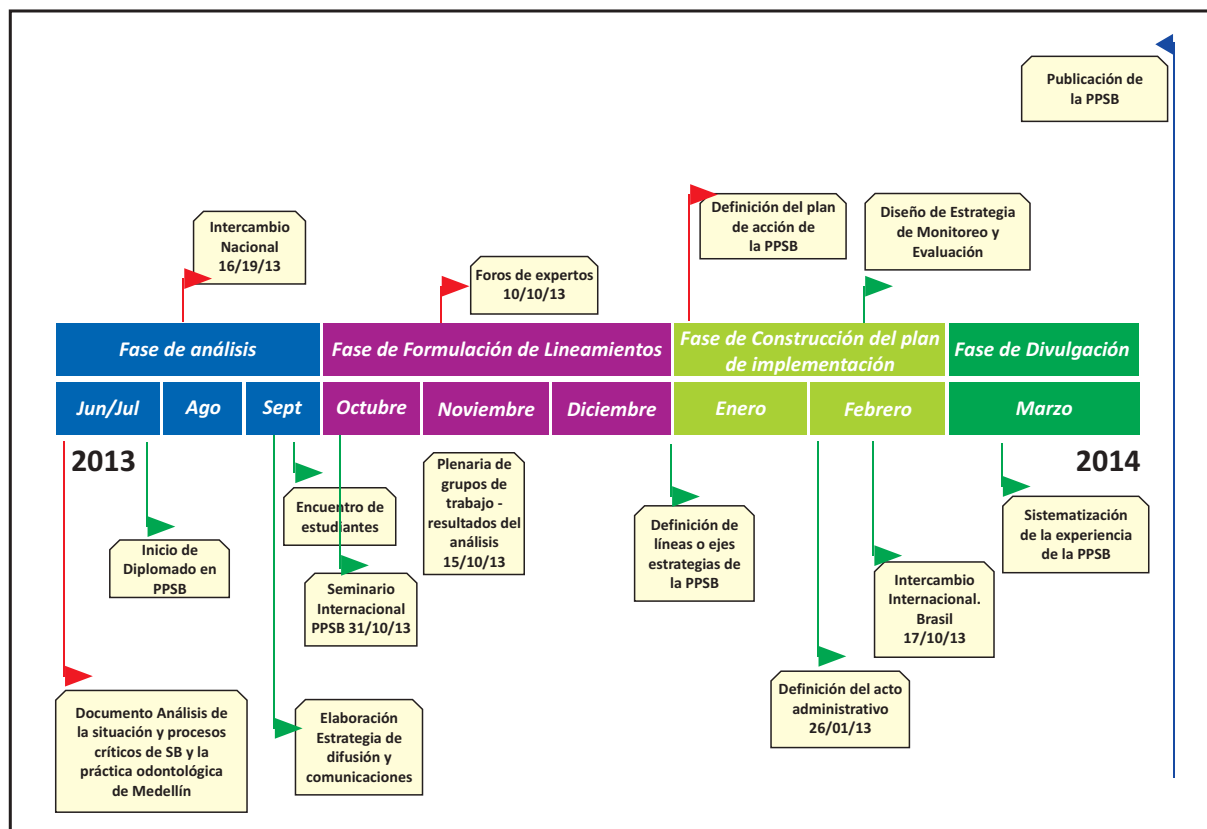 Publicación de
la PPSB
Intercambio
Nacional
16/19/13
Foros de expertos
10/10/13
Definición del plan
de acción de
la PPSB
Diseño de Estrategia
de Monitoreo y
Evaluación
Fase de análisis
Fase de Formulación de Lineamientos
Fase de Construcción del plan
de implementación
Fase de Divulgación
Jun/Jul
Ago
Sept
Octubre
Noviembre
Diciembre
Enero
Febrero
Marzo
2013
2014
Inicio de
Diplomado en
PPSB
Encuentro de
estudiantes
Seminario
Internacional
PPSB 31/10/13
Plenaria de
grupos de
trabajo -
resultados del
análisis
15/10/13
Definición de
líneas o ejes
estrategias de
la PPSB
Intercambio
Internacional.
Brasil
17/10/13
Sistematización
de la experiencia
de la PPSB
Documento Análisis de
la situación y procesos
críticos de SB y la
práctica odontológica
de Medellín
Elaboración
Estrategia de
difusión y
comunicaciones
Definición del acto
administrativo
26/01/13